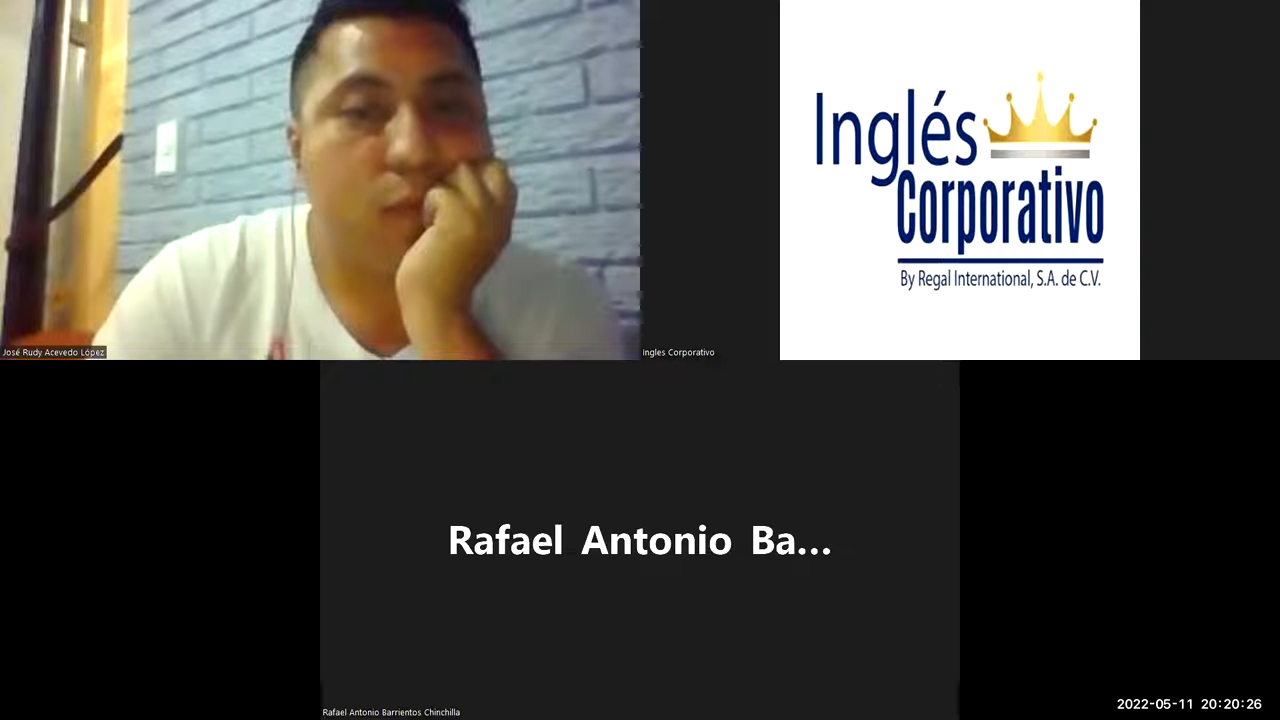 Inglés
Corporativo
By Regal International, S.A. de C.V.
José Rudy Acevedo López
Ingles Corporativo
Rafael Antonio Ba...
Rafael Antonio Barrientos Chinchilla
2022-05-11 20:20:26